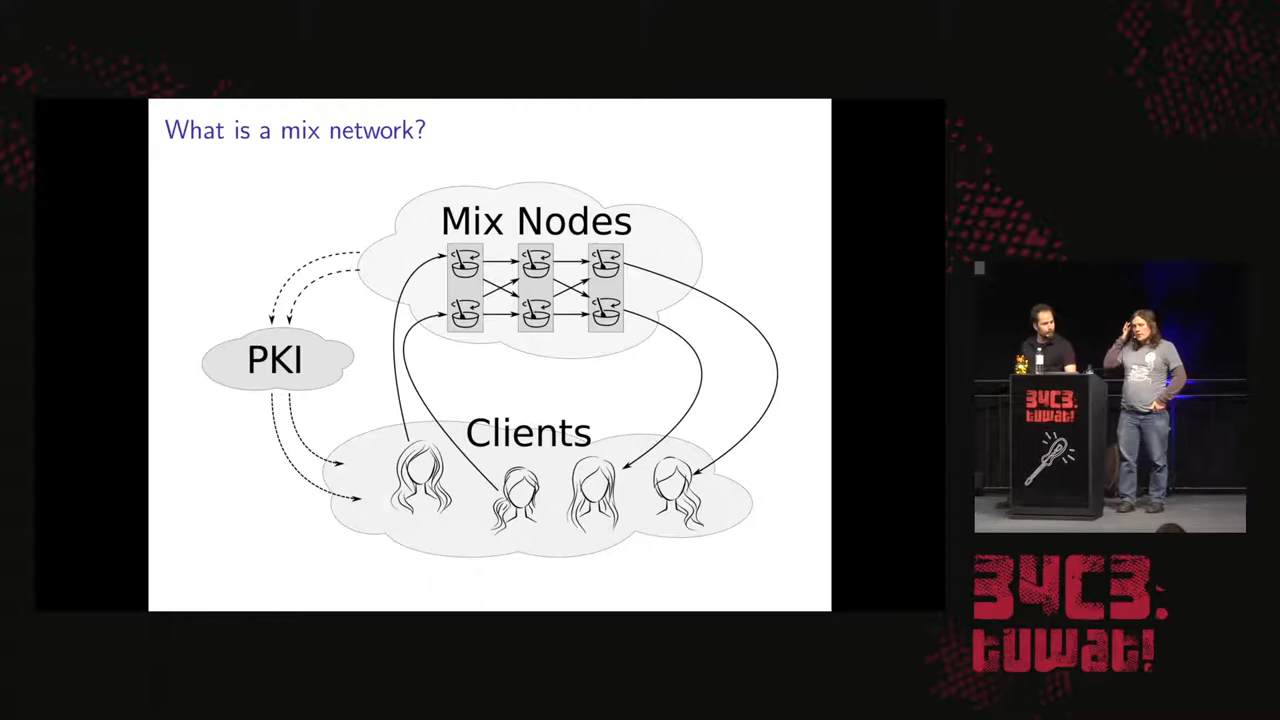 What is a mix network?
Mix Nodes
PKI
Clients
34C3.
tuwat!
34C3.
tuwat!